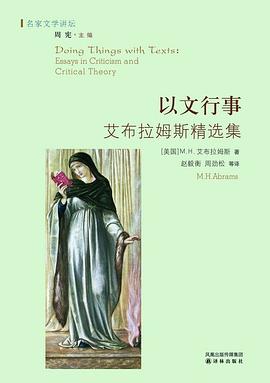 名家文学讲坛
周 宪·主 编
Doing Things with Texts:
Essays in Criticism and
Critical Theory
以文行事
艾布拉姆斯精选集
[美国]M.H.艾布拉姆斯 著
赵毅衡 周劲松 等译
M.H.Abrams
凤凰出版传媒集团
译林出版社